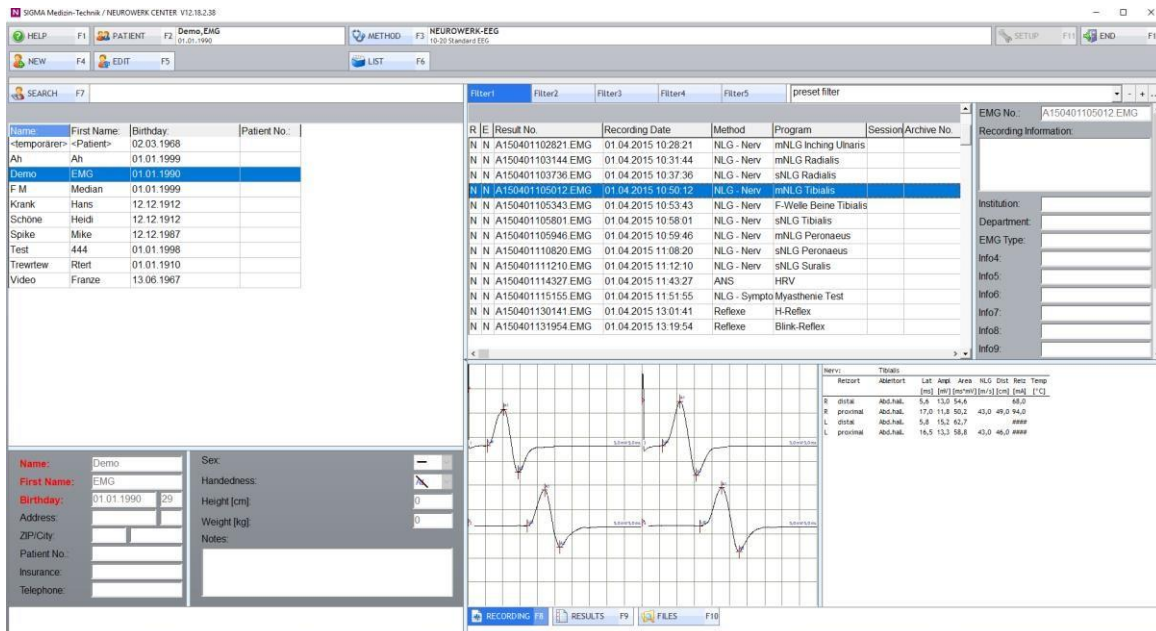 SIGMA Medizin-Technik / NEUROWERK CENTER V12.18.2.38
HELP F1 PATIENT F2 Demo,EMG METHOD F3 NEUROWERK-EEG SETUP F11 END
01.01.1990 10-20 Standard EEG
NEW F4 EDIT F5 LIST F6
SEARCH F7 Filter1 Filter2 Filter3 Filter4 Filter5 preset filter
Name: First Name: Birthday: Patient No.:
<temporärer> <Patient> 02.03.1968
Ah Ah 01.01.1999
Demo EMG 01.01.1990
F M Median 01.01.1999
Krank Hans 12.12.1912
Schöne Heidi 12.12.1912
Spike Mike 12.12.1987
Test 444 01.01.1998
Trewrtew Rtert 01.01.1910
Video Franze 13.06.1967
R E Result No. Recording Date Method Program Session Archive No.
N N A150401102821.EMG 01.04.2015 10:28:21 NLG - Nerv mNLG Inching Ulnaris
N N A150401103144.EMG 01.04.2015 10:31:44 NLG - Nerv mNLG Radialis
N N A150401103736.EMG 01.04.2015 10:37:36 NLG - Nerv sNLG Radialis
N N A150401105012.EMG 01.04.2015 10:50:12 NLG - Nerv mNLG Tibialis
N N A150401105343.EMG 01.04.2015 10:53:43 NLG - Nerv F-Welle Beine Tibialis
N N A150401105801.EMG 01.04.2015 10:58:01 NLG - Nerv sNLG Tibialis
N N A150401105946.EMG 01.04.2015 10:59:46 NLG - Nerv mNLG Peronaeus
N N A150401110820.EMG 01.04.2015 11:08:20 NLG - Nerv sNLG Peronaeus
N N A150401111210.EMG 01.04.2015 11:12:10 NLG - Nerv sNLG Suralis
N N A150401114327.EMG 01.04.2015 11:43:27 ANS HRV
N N A150401115155.EMG 01.04.2015 11:51:55 NLG - Sympto Myasthenie Test
N N A150401130141.EMG 01.04.2015 13:01:41 Reflexe H-Reflex
N N A150401131954.EMG 01.04.2015 13:19:54 Reflexe Blink-Reflex
EMG No.: A150401105012.EMG
Recording Information:
Institution:
Department:
EMG Type:
Info4:
Info5:
Info6:
Info7:
Info8:
Info9:
Name: Demo
First Name: EMG
Birthday: 01.01.1990 29
Address:
ZIP/City:
Patient No.:
Insurance:
Telephone:
Sex:
Handedness:
Height [cm]: 0
Weight [kg]: 0
Notes:
Nerv: Tibialis
Reizort Ableitort Lat Ampl Area NLG Dist Reiz Temp
[ms] [mV] [ms*mV] [m/s] [cm] [mA] [°C]
R distal Abd.hal. 5,6 13,0 54,6 68,0
R proximal Abd.hal. 17,0 11,8 50,2 43,0 49,0 94,0
L distal Abd.hal. 5,8 15,2 62,7 ####
L proximal Abd.hal. 16,5 13,3 58,8 43,0 46,0 ####
RECORDING F8 RESULTS F9 FILES F10